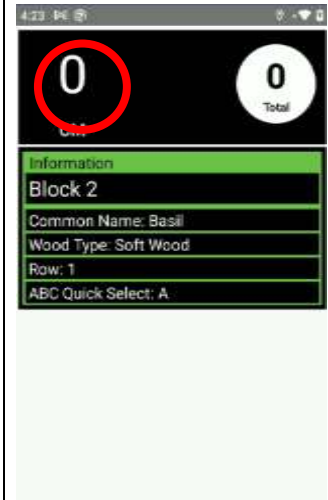 4:23
0
0
Total
Information
Block 2
Common Name: Basil
Wood Type: Soft Wood
Row: 1
ABC Quick Select: A